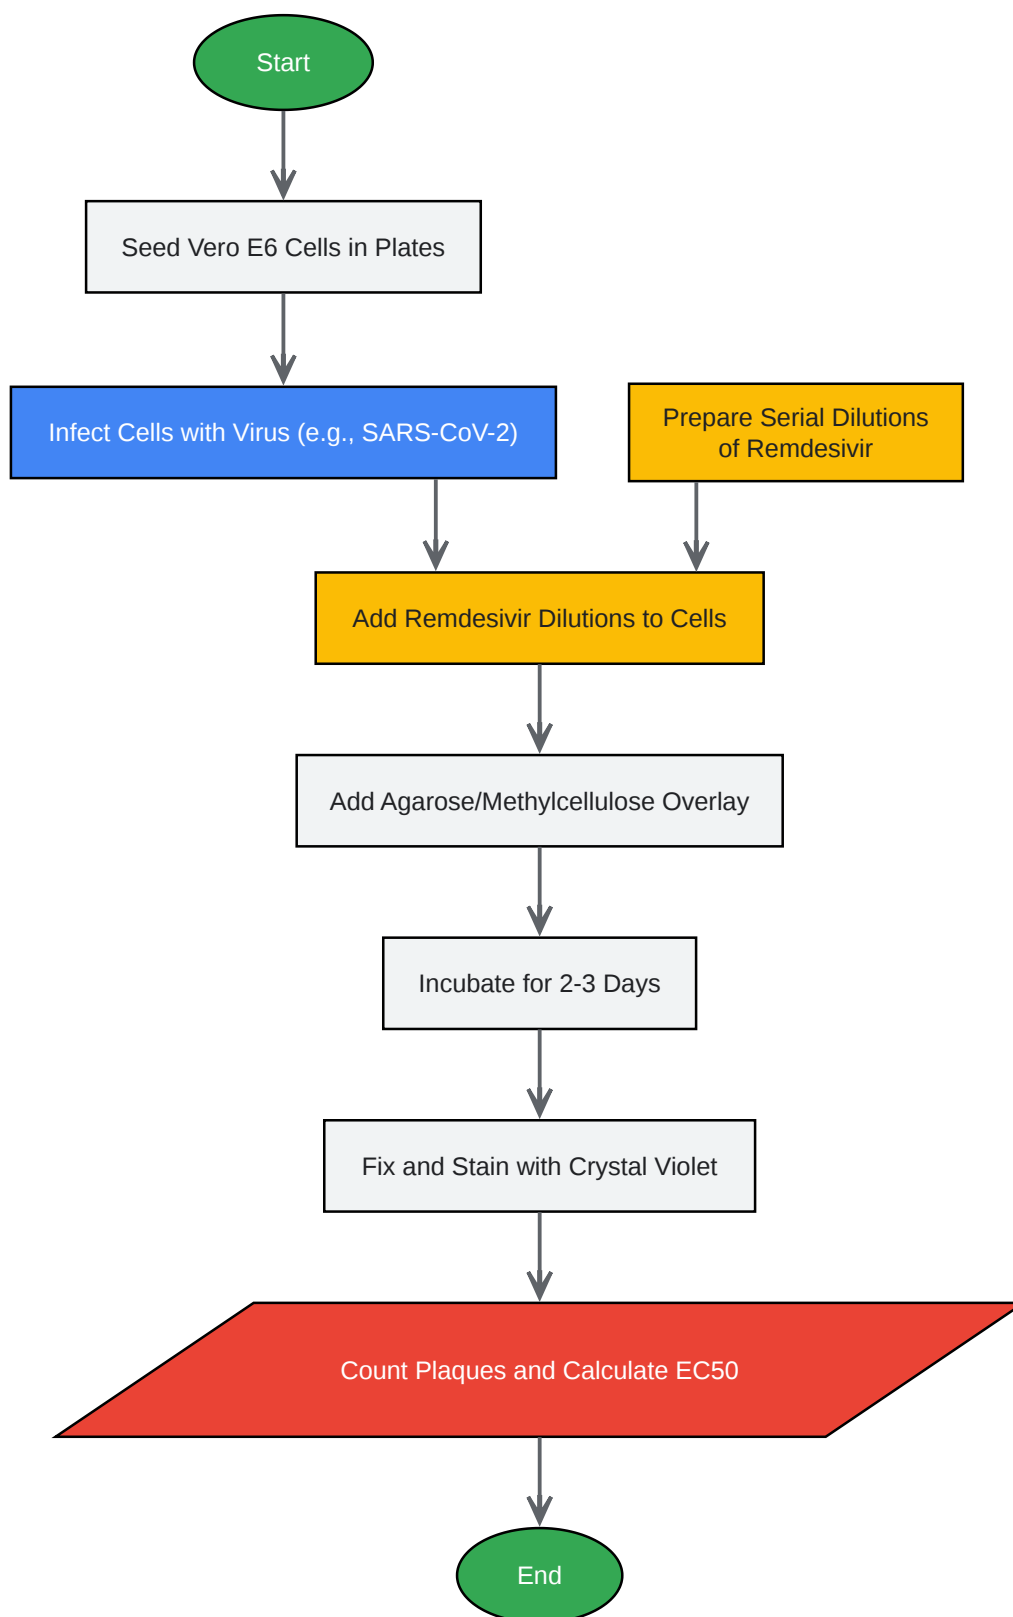 Start
Seed Vero E6 Cells in Plates
Infect Cells with Virus (e.g., SARS-CoV-2)
Prepare Serial Dilutions
of Remdesivir
Add Remdesivir Dilutions to Cells
Add Agarose/Methylcellulose Overlay
Incubate for 2-3 Days
Fix and Stain with Crystal Violet
Count Plaques and Calculate EC50
End